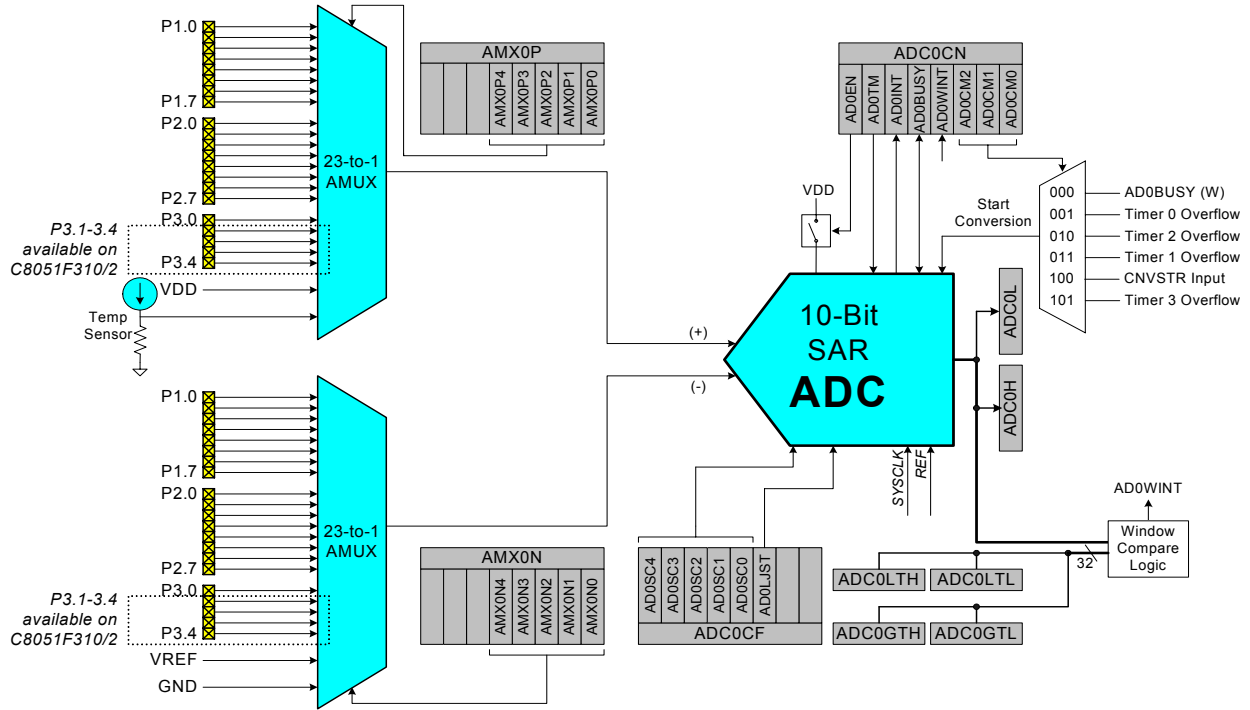 P1.0
P1.7
P2.0
P2.7
P3.0
P3.4
P3.1-3.4
available on
C8051F310/2
VDD
Temp
Sensor
23-to-1
AMUX
AMX0P
AMX0P4
AMX0P3
AMX0P2
AMX0P1
AMX0P0
ADC0CN
AD0EN
AD0TM
AD0INT
AD0BUSY
AD0WINT
AD0CM2
AD0CM1
AD0CM0
VDD
Start
Conversion
000
AD0BUSY (W)
001
Timer 0 Overflow
010
Timer 2 Overflow
011
Timer 1 Overflow
100
CNVSTR Input
101
Timer 3 Overflow
(+)
(-)
10-Bit
SAR
ADC
ADC0L
ADC0H
SYSCLK
REF
P1.0
P1.7
P2.0
P2.7
P3.0
P3.4
P3.1-3.4
available on
C8051F310/2
VREF
GND
23-to-1
AMUX
AMX0N
AMX0N4
AMX0N3
AMX0N2
AMX0N1
AMX0N0
AD0SC4
AD0SC3
AD0SC2
AD0SC1
AD0SC0
AD0LJST
ADC0CF
AD0WINT
Window
Compare
Logic
32
ADC0LTH
ADC0LTL
ADC0GTH
ADC0GTL